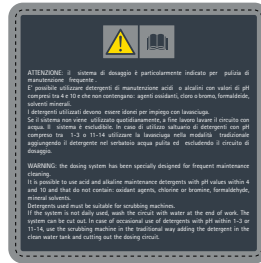 ATTENZIONE: il sistema di dosaggio è particolarmente indicato per pulizia di
manutenzione frequente .
E' possibile utilizzare detergenti di manutenzione acidi o alcalini con valori di pH
compresi tra 4 e 10 e che non contengano: agenti ossidanti, cloro o bromo, formaldeide,
solventi minerali.
I detergenti utilizzati devono essere idonei per impiego con lavasciuga.
Se il sistema non viene utilizzato quotidianamente, a fine lavoro lavare il circuito con
acqua. Il sistema è escludibile. In caso di utilizzo saltuario di detergenti con pH
compreso tra 1-3 o 11-14 utilizzare la lavasciuga nella modalità tradizionale
aggiungendo il detergente nel serbatoio acqua pulita ed escludendo il circuito di
dosaggio.
WARNING: the dosing system has been specially designed for frequent maintenance
cleaning.
It is possible to use acid and alkaline maintenance detergents with pH values within 4
and 10 and that do not contain: oxidant agents, chlorine or bromine, formaldehyde,
mineral solvents.
Detergents used must be suitable for scrubbing machines.
If the system is not daily used, wash the circuit with water at the end of work. The
system can be cut out. In case of occasional use of detergents with pH within 1-3 or
11-14, use the scrubbing machine in the traditional way adding the detergent in the
clean water tank and cutting out the dosing circuit.